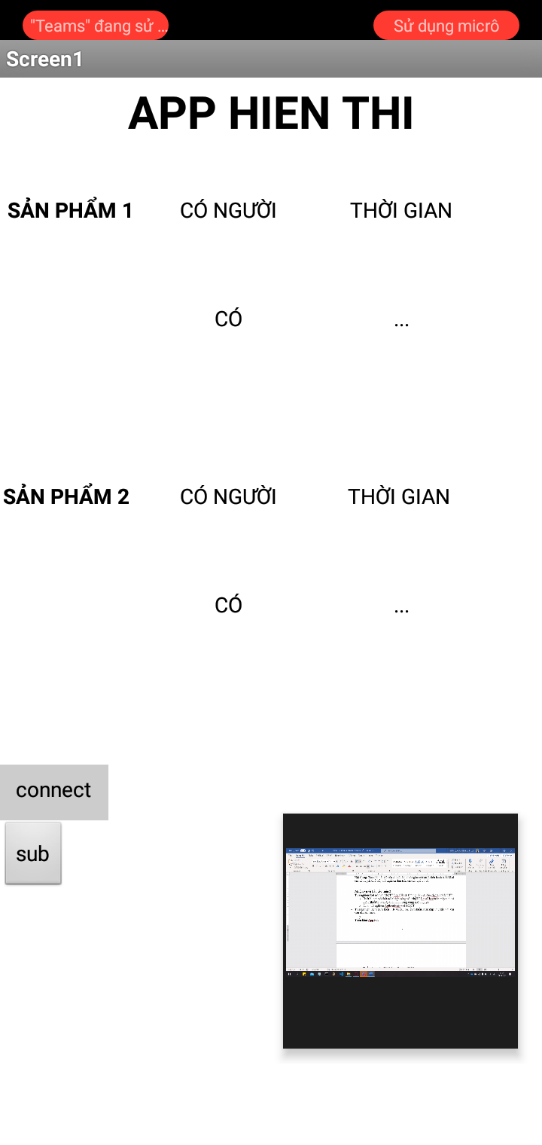 "Teams" đang sử ... Sử dụng micrô
Screen1
APP HIEN THI
SẢN PHẨM 1 CÓ NGƯỜI THỜI GIAN
CÓ ...
SẢN PHẨM 2 CÓ NGƯỜI THỜI GIAN
CÓ ...
connect
sub